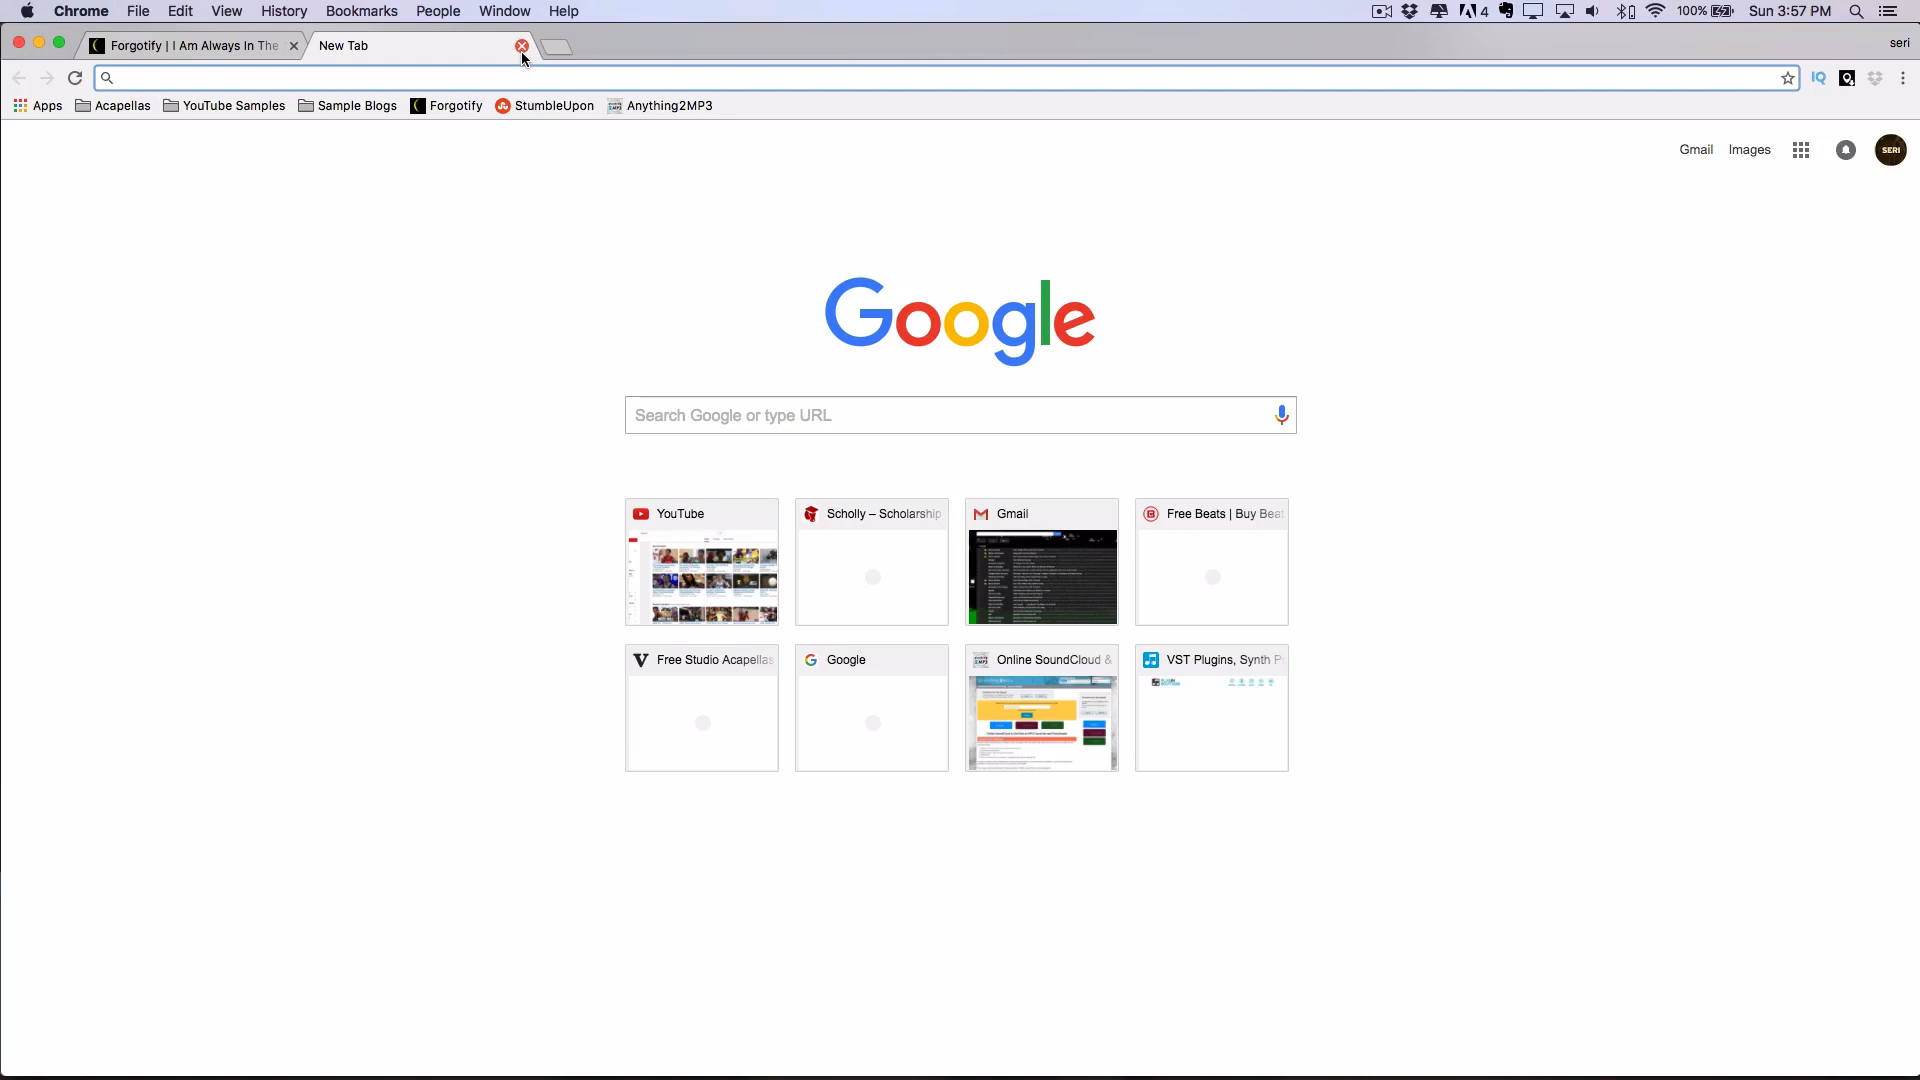 Chrome File Edit View History Bookmarks People Window Help 4 100% Sun 3:57 PM
Forgotify | I Am Always In The New Tab seri
IQ
Apps Acapellas YouTube Samples Sample Blogs Forgotify StumbleUpon Anything2MP3
Gmail Images SERI
Google
Search Google or type URL
YouTube Scholly – Scholarship Gmail Free Beats | Buy Beat
Free Studio Acapellas Google Online SoundCloud & VST Plugins, Synth P